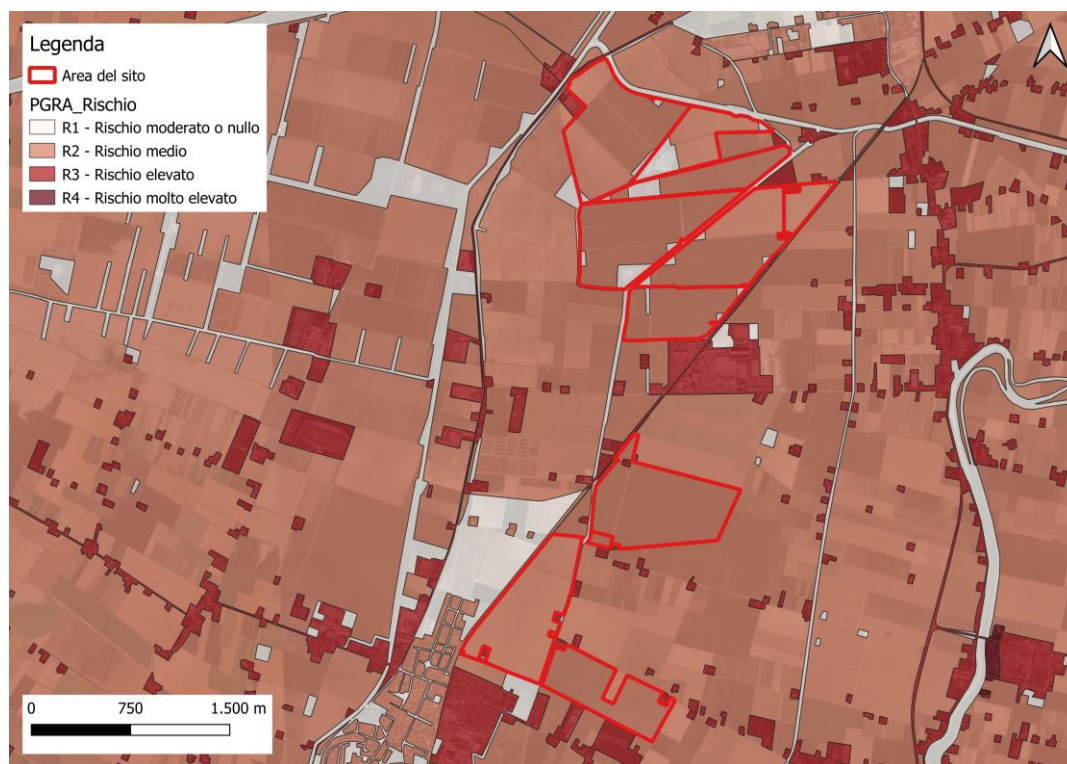 Legenda
Area del sito
PGRA_Rischio
R1 - Rischio moderato o nullo
R2 - Rischio medio
R3 - Rischio elevato
R4 - Rischio molto elevato
0 750 1.500 m